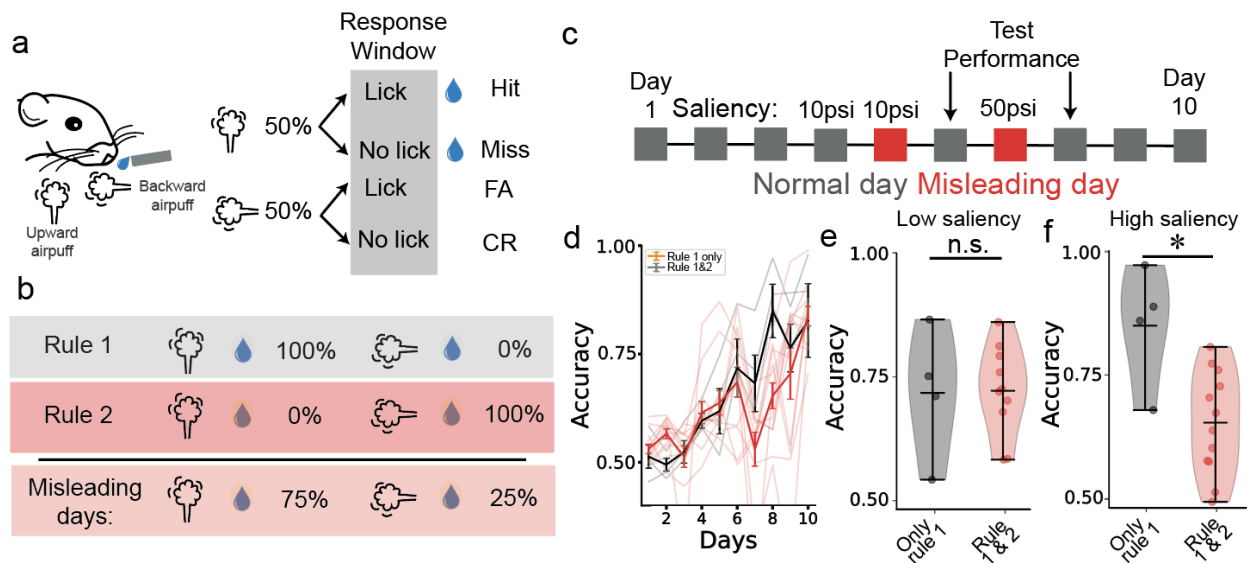 a
Response
Window
Lick
Hit
50%
No lick
Miss
Lick
FA
50%
No lick
CR
Backward
airpuff
Upward
airpuff
b
Rule 1
100%
0%
Rule 2
0%
100%
Misleading
days:
75%
25%
c
Test
Performance
Day
1
Saliency:
10psi
10psi
50psi
Day
10
Normal day Misleading day
d
1.00
0.75
0.50
Accuracy
Rule 1 only
Rule 1&2
2
4
6
8
10
Days
e
Low saliency
n.s.
1.00
0.75
0.50
Accuracy
Only
rule 1
Rule
1 & 2
f
High saliency
*
1.00
0.75
0.50
Accuracy
Only
rule 1
Rule
1 & 2